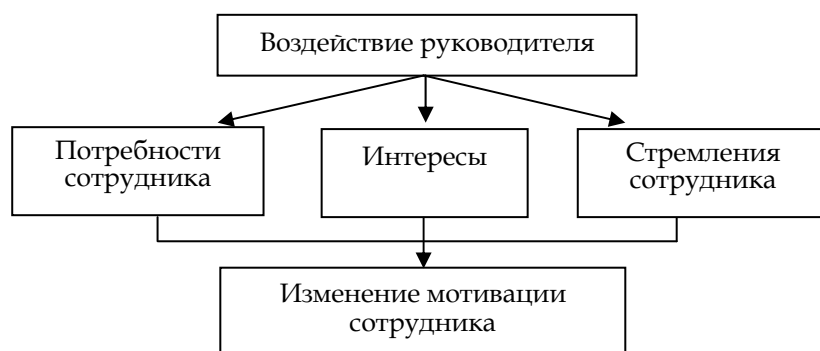 Воздействие руководителя
Потребности
сотрудника
Интересы
Стремления
сотрудника
Изменение мотивации
сотрудника